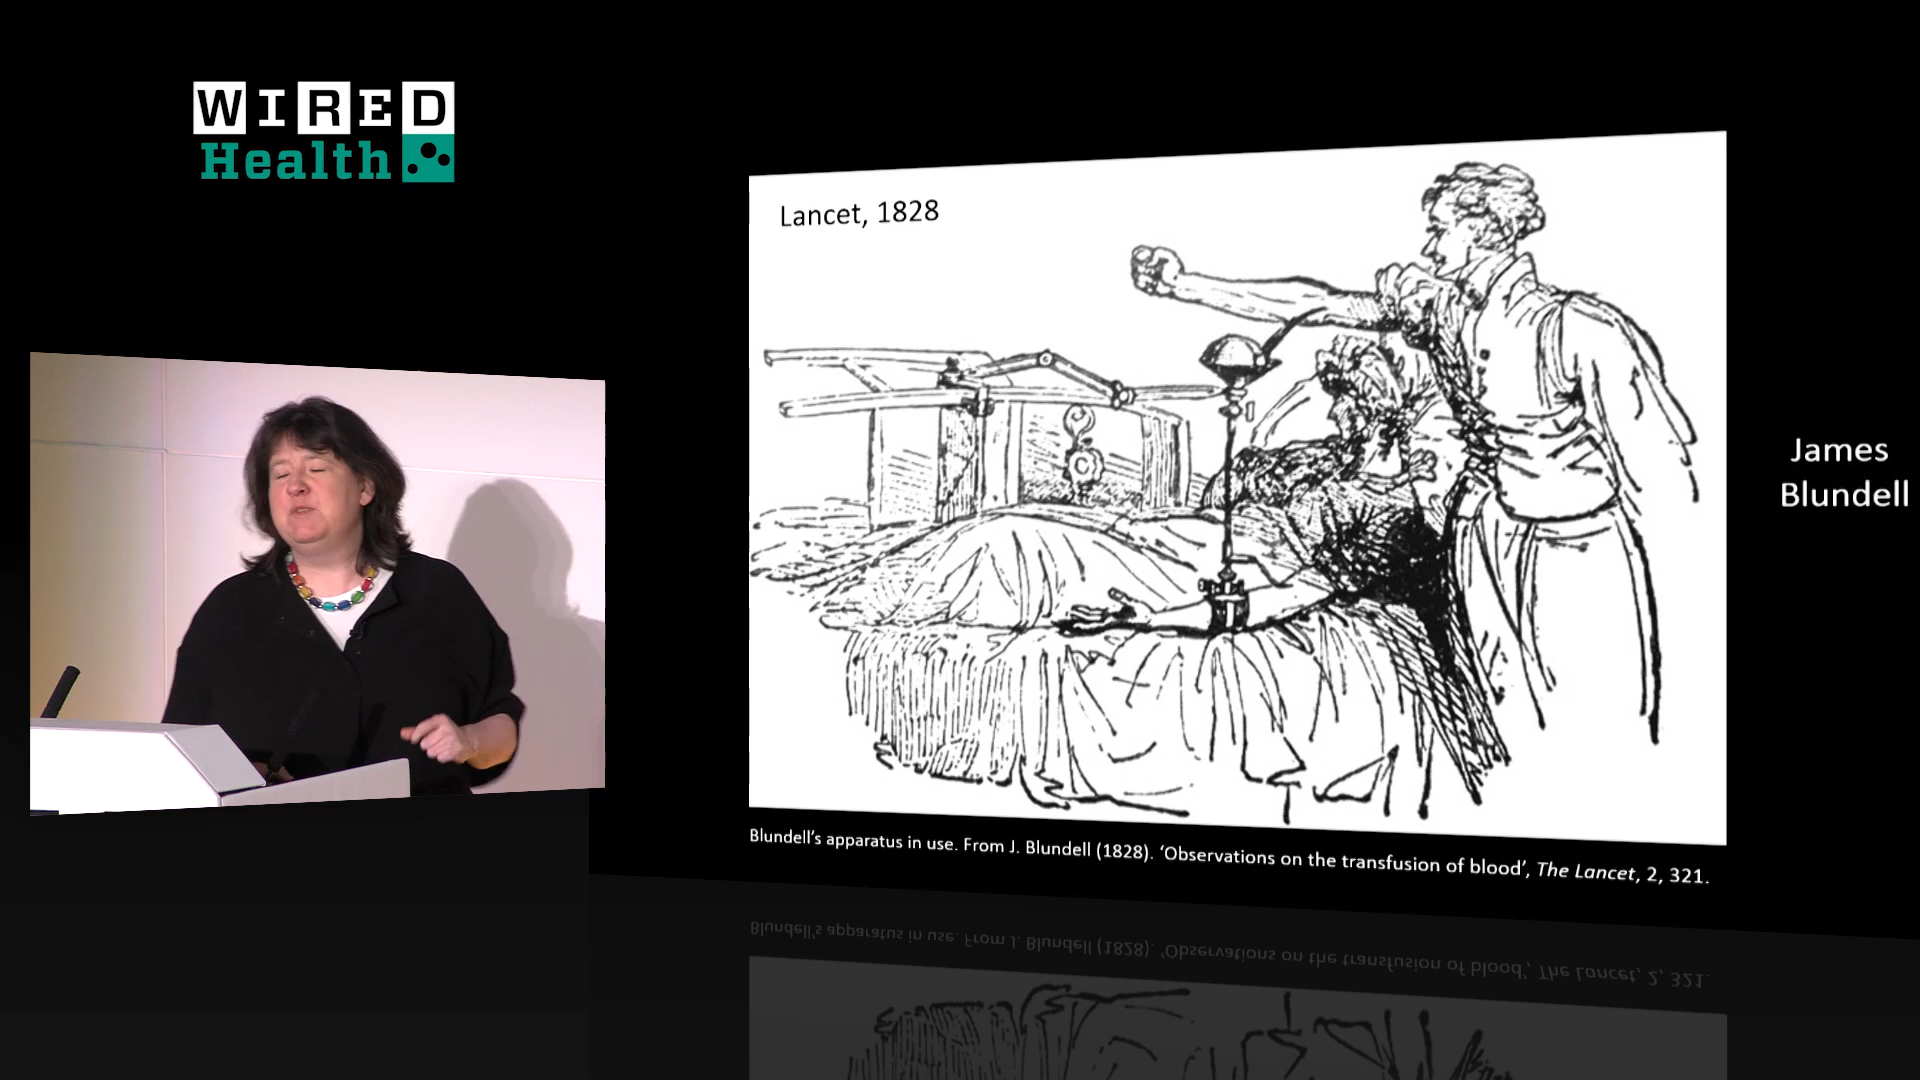 WIRED
Health
Lancet, 1828
James
Blundell
Blundell's apparatus in use. From J. Blundell (1828). 'Observations on the transfusion of blood', The Lancet, 2, 321.